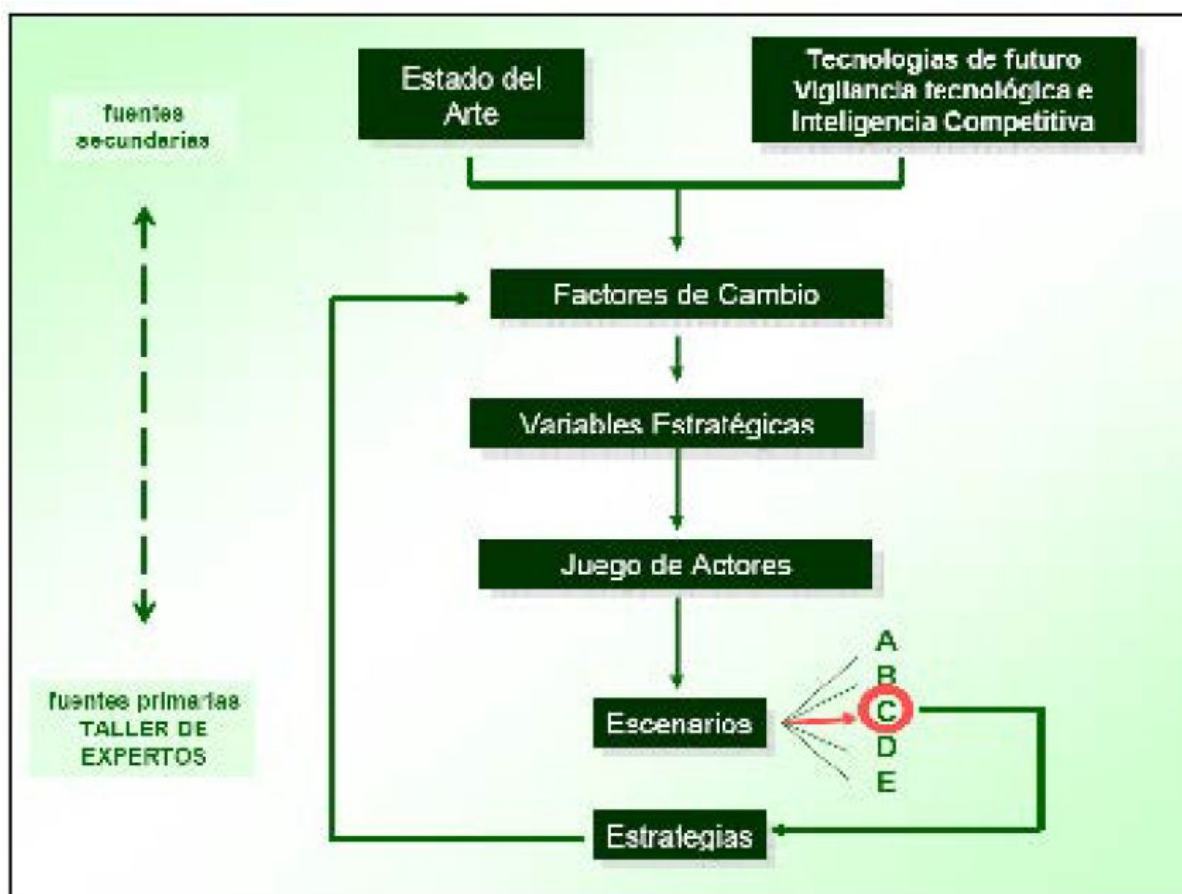 Estado del
Arte
Tecnologias de futuro
Vigilancia tecnológica e
Inteligencia Competitiva
fuentes
secundarias
Factores de Cambio
Variables Estratégicas
Juego de Actores
fuentes primarias
TALLER DE
EXPERTOS
Escenarios
A
B
C
D
E
Estrategias